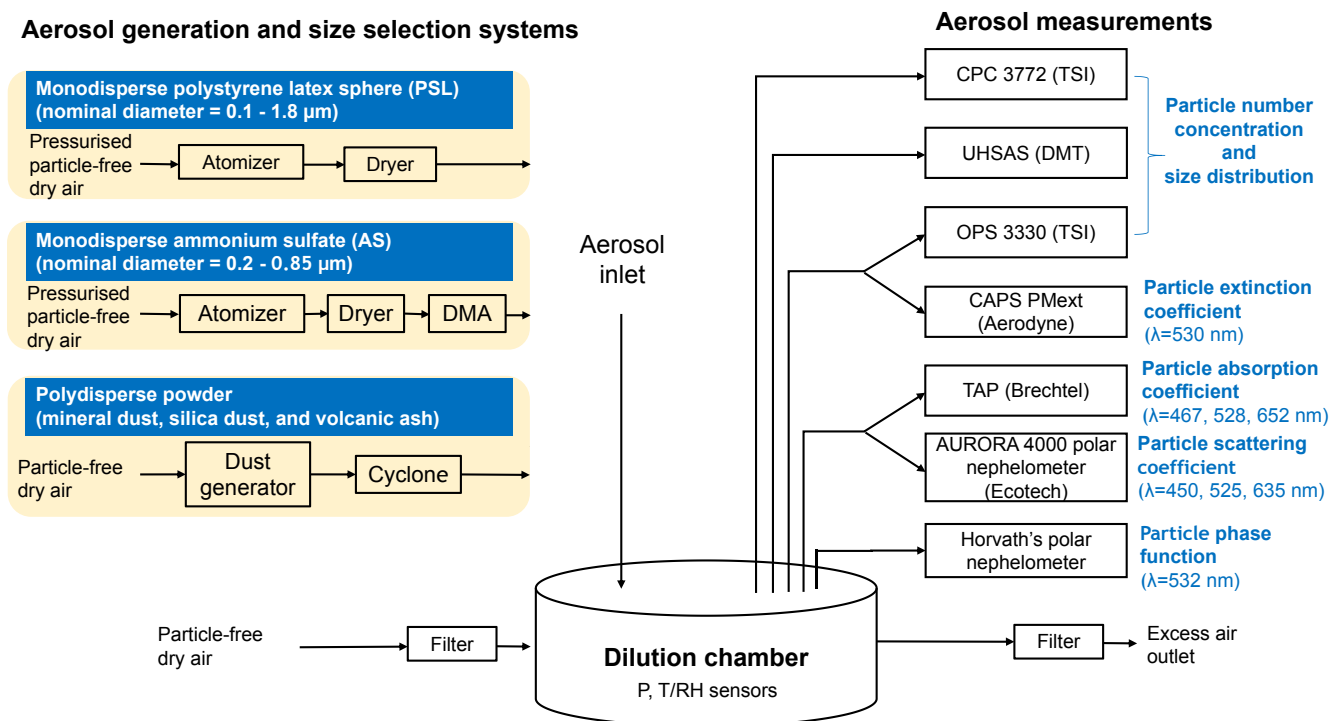 Aerosol generation and size selection systems
Monodisperse polystyrene latex sphere (PSL)
(nominal diameter = 0.1 - 1.8 µm)
Pressurised
particle-free
dry air
Atomizer
Dryer
Monodisperse ammonium sulfate (AS)
(nominal diameter = 0.2 - 0.85 µm)
Pressurised
particle-free
dry air
Atomizer
Dryer
DMA
Polydisperse powder
(mineral dust, silica dust, and volcanic ash)
Particle-free
dry air
Dust
generator
Cyclone
Aerosol
inlet
Aerosol measurements
CPC 3772 (TSI)
UHSAS (DMT)
OPS 3330 (TSI)
Particle number
concentration
and
size distribution
CAPS PMext
(Aerodyne)
Particle extinction
coefficient
(λ=530 nm)
TAP (Brechtel)
Particle absorption
coefficient
(λ=467, 528, 652 nm)
AURORA 4000 polar
nephelometer
(Ecotech)
Particle scattering
coefficient
(λ=450, 525, 635 nm)
Horvath's polar
nephelometer
Particle phase
function
(λ=532 nm)
Particle-free
dry air
Filter
Dilution chamber
P, T/RH sensors
Filter
Excess air
outlet